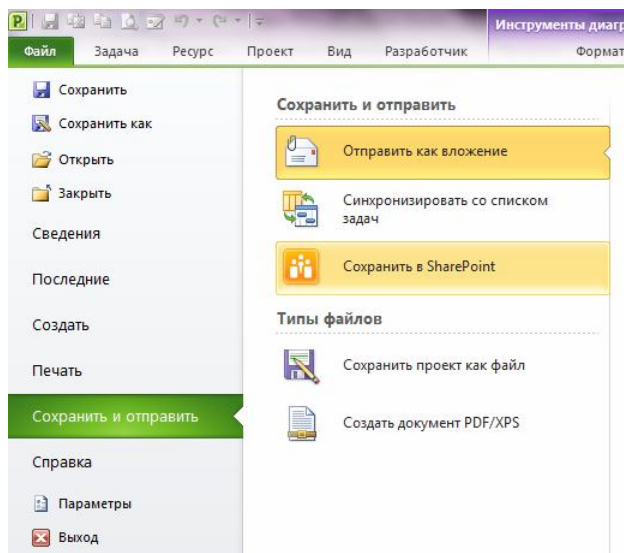 Инструменты диагр
Файл Задача Ресурс Проект Вид Разработчик Формат
Сохранить
Сохранить как
Открыть
Закрыть
Сведения
Последние
Создать
Печать
Сохранить и отправить
Справка
Параметры
Выход
Сохранить и отправить
Отправить как вложение
Синхронизировать со списком
задач
Сохранить в SharePoint
Типы файлов
Сохранить проект как файл
Создать документ PDF/XPS